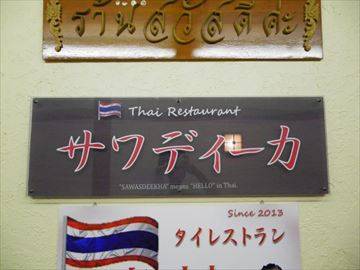 ร้านสวัสดีค่ะ
Thai Restaurant
サワディーカ
"SAWASDEEKHA" means "HELLO" in Thai.
Since 2013
タイレストラン